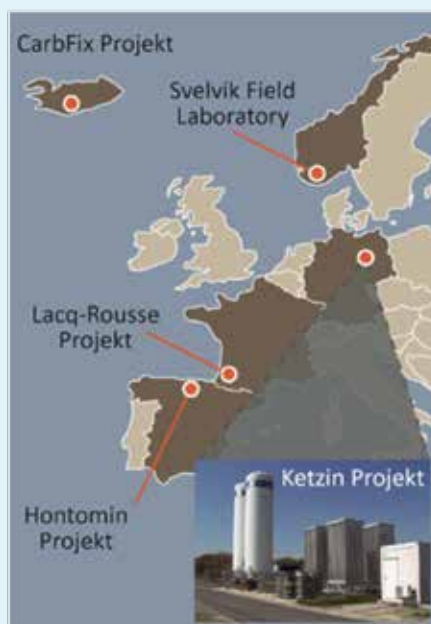 CarbFix Projekt
Svelvik Field
Laboratory
Lacq-Rousse
Projekt
Hontomin
Projekt
Ketzin Projekt